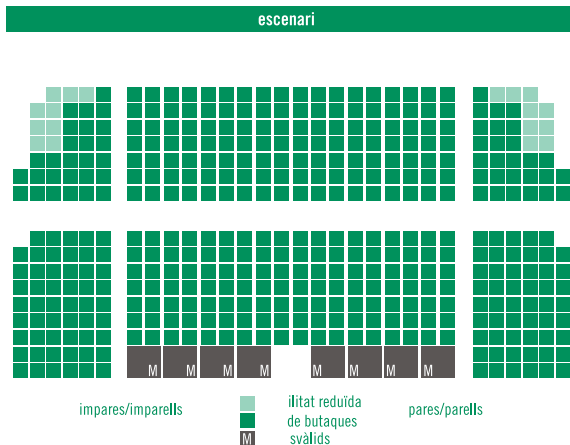 escenari
M M M M M M M M
ilitat reduïda
impares/imparells de butaques pares/parells
M svàlids